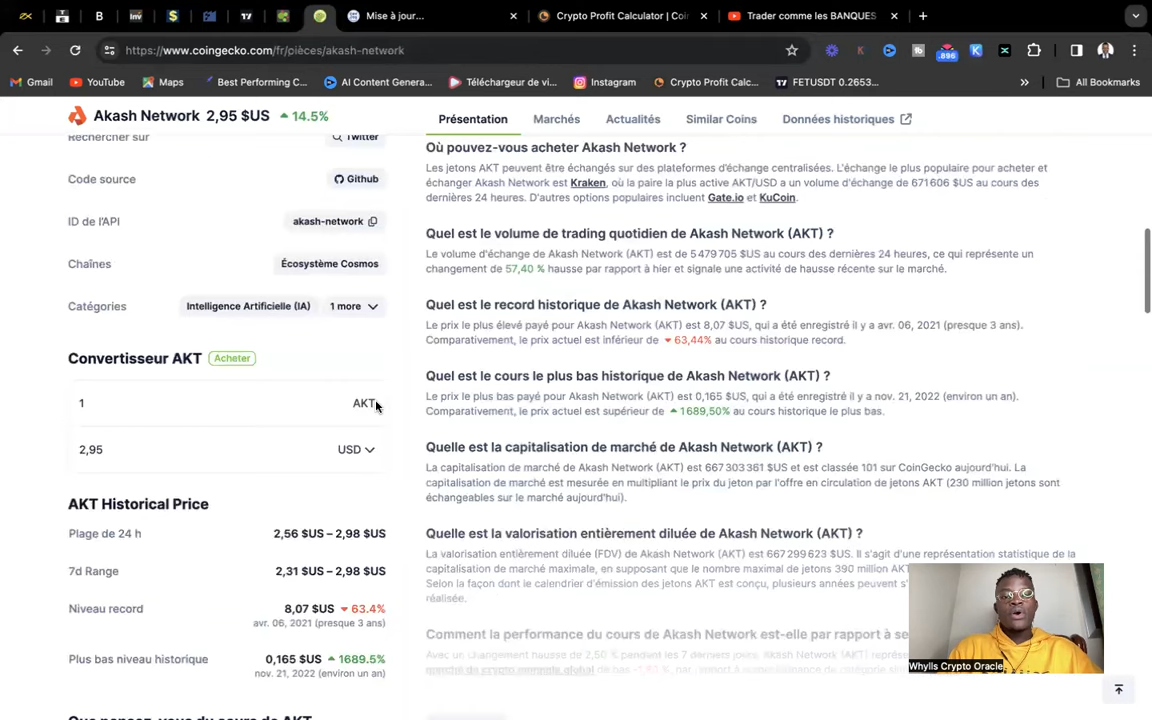 Mise à jour...
Crypto Profit Calculator | Coi
Trader comme les BANQUES
https://www.coingecko.com/fr/pièces/akash-network
.896
Gmail
YouTube
Maps
Best Performing C...
AI Content Genera...
Téléchargeur de vi...
Instagram
Crypto Profit Calc...
FETUSDT 0.2653...
All Bookmarks
Akash Network 2,95 $US 14.5%
Présentation
Marchés
Actualités
Similar Coins
Données historiques
Rechercher sur
Twitter
Code source
Github
ID de l'API
akash-network
Chaînes
Écosystème Cosmos
Catégories
Intelligence Artificielle (IA)
1 more
Convertisseur AKT
Acheter
1
AKT
2,95
USD
AKT Historical Price
Plage de 24 h
2,56 $US – 2,98 $US
7d Range
2,31 $US – 2,98 $US
Niveau record
8,07 $US 63.4%
avr. 06, 2021 (presque 3 ans)
Plus bas niveau historique
0,165 $US 1689.5%
nov. 21, 2022 (environ un an)
Où pouvez-vous acheter Akash Network ?
Les jetons AKT peuvent être échangés sur des plateformes d'échange centralisées. L'échange le plus populaire pour acheter et
échanger Akash Network est Kraken, où la paire la plus active AKT/USD a un volume d'échange de 671 606 $US au cours des
dernières 24 heures. D'autres options populaires incluent Gate.io et KuCoin.
Quel est le volume de trading quotidien de Akash Network (AKT) ?
Le volume d'échange de Akash Network (AKT) est de 5 479 705 $US au cours des dernières 24 heures, ce qui représente un
changement de 57,40 % hausse par rapport à hier et signale une activité de hausse récente sur le marché.
Quel est le record historique de Akash Network (AKT) ?
Le prix le plus élevé payé pour Akash Network (AKT) est 8,07 $US, qui a été enregistré il y a avr. 06, 2021 (presque 3 ans).
Comparativement, le prix actuel est inférieur de 63,44% au cours historique record.
Quel est le cours le plus bas historique de Akash Network (AKT) ?
Le prix le plus bas payé pour Akash Network (AKT) est 0,165 $US, qui a été enregistré il y a nov. 21, 2022 (environ un an).
Comparativement, le prix actuel est supérieur de 1 689,50% au cours historique le plus bas.
Quelle est la capitalisation de marché de Akash Network (AKT) ?
La capitalisation de marché de Akash Network (AKT) est 667 303 361 $US et est classée 101 sur CoinGecko aujourd'hui. La
capitalisation de marché est mesurée en multipliant le prix du jeton par l'offre en circulation de jetons AKT (230 million jetons sont
échangeables sur le marché aujourd'hui).
Quelle est la valorisation entièrement diluée de Akash Network (AKT) ?
La valorisation entièrement diluée (FDV) de Akash Network (AKT) est 667 299 623 $US. Il s'agit d'une représentation statistique de la
capitalisation de marché maximale, en supposant que le nombre maximal de jetons 390 million AKT
Selon la façon dont le calendrier d'émission des jetons AKT est conçu, plusieurs années peuvent s'
réalisée.
Comment la performance du cours de Akash Network est-elle par rapport à se
Avec un changement hausse de 2,50 % pendant les 7 derniers jours, Akash Network (AKT)
Whylls Crypto Oracle